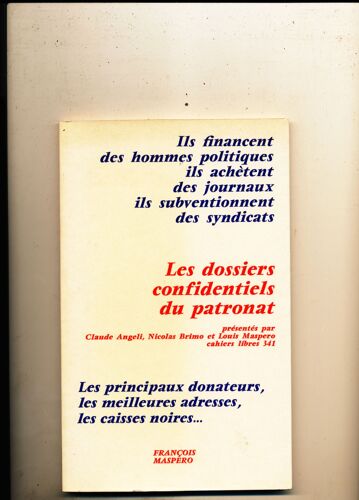 Ils financent
des hommes politiques
ils achètent
des journaux
ils subventionnent
des syndicats
Les dossiers
confidentiels
du patronat
présentés par
Claude Angeli, Nicolas Brimo et Louis Maspero
cahiers libres 341
Les principaux donateurs,
les meilleures adresses,
les caisses noires...
FRANÇOIS
MASPERO